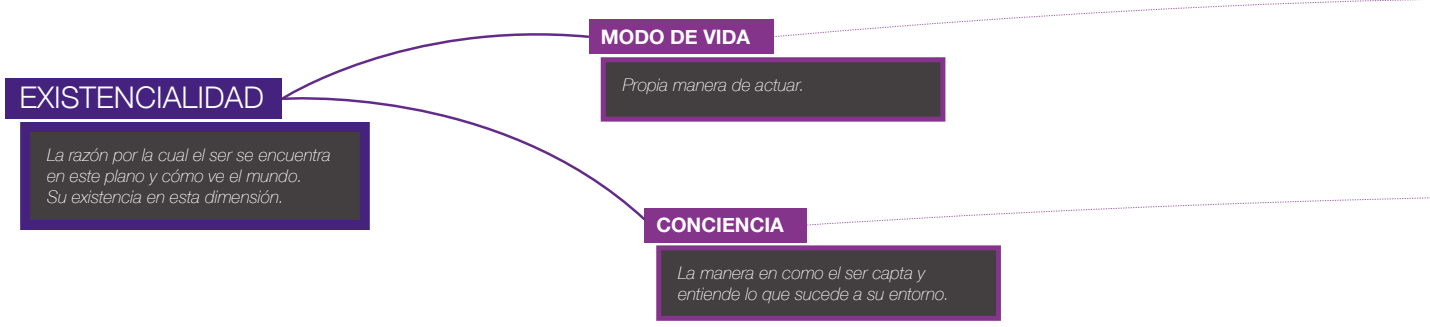 MODO DE VIDA
Propia manera de actuar.
EXISTENCIALIDAD
La razón por la cual el ser se encuentra
en este plano y cómo ve el mundo.
Su existencia en esta dimensión.
CONCIENCIA
La manera en como el ser capta y
entiende lo que sucede a su entorno.